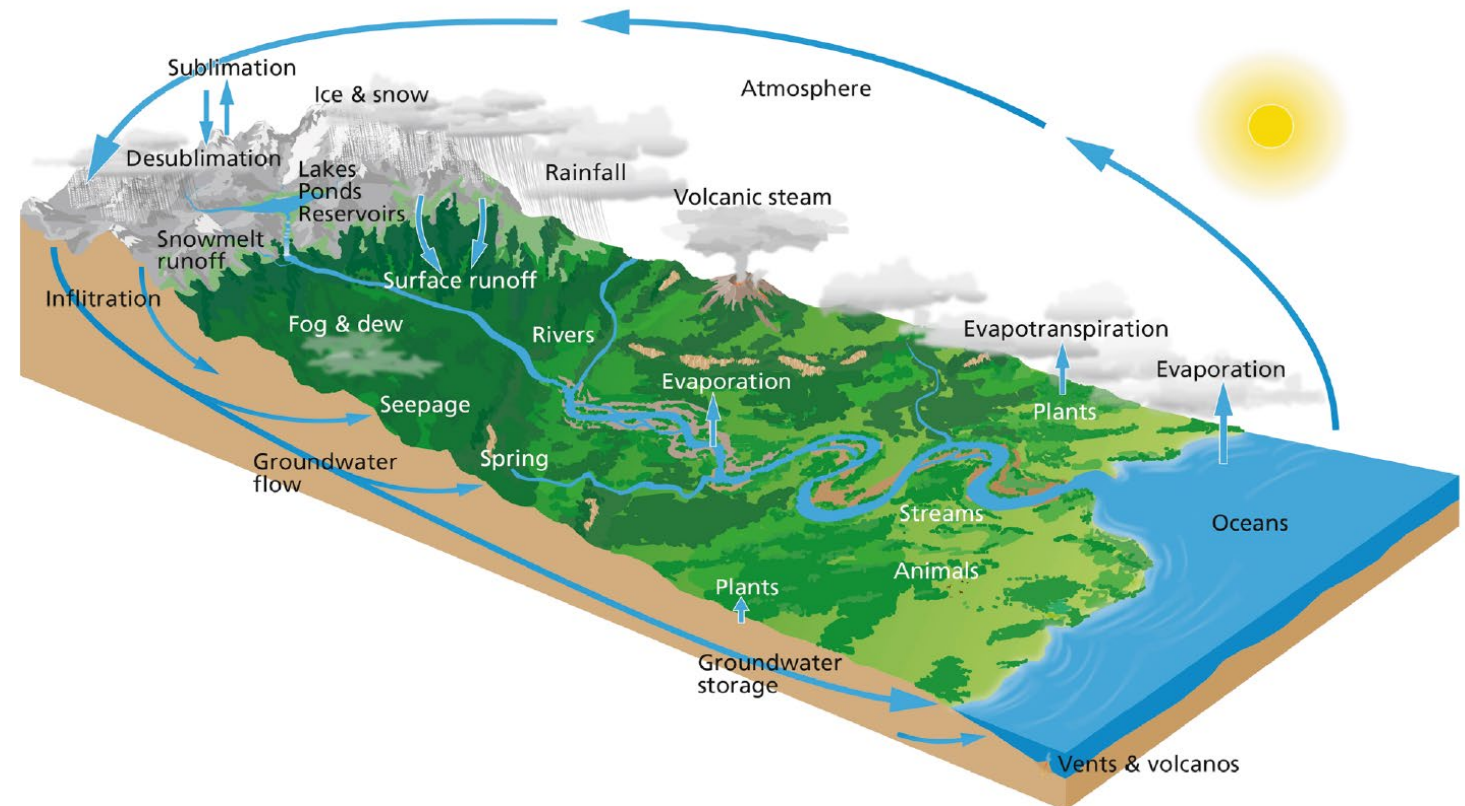 Sublimation
Ice & snow
Atmosphere
Desublimation
Lakes
Ponds
Reservoirs
Rainfall
Volcanic steam
Snowmelt
runoff
Surface runoff
Inflitration
Fog & dew
Rivers
Evapotranspiration
Evaporation
Evaporation
Plants
Seepage
Spring
Groundwater
flow
Streams
Oceans
Animals
Plants
Groundwater
storage
Vents & volcanos